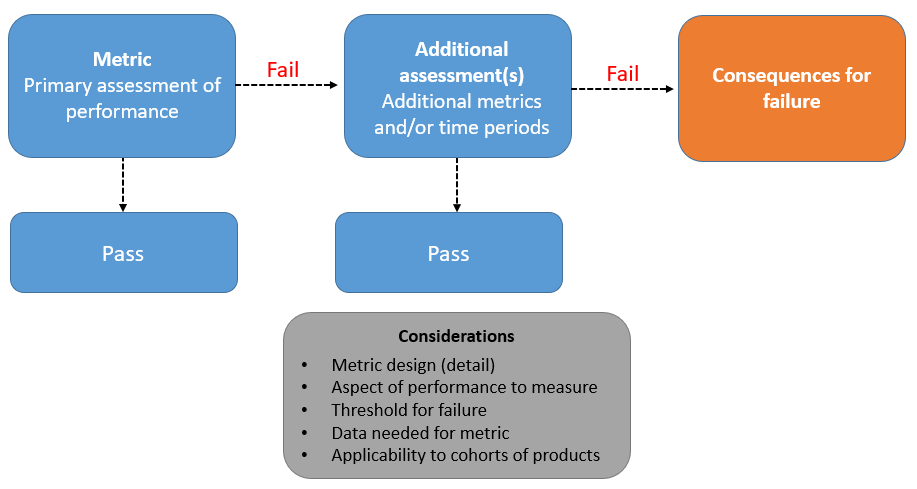 Metric
Primary assessment of
performance
Fail
Additional
assessment(s)
Additional metrics
and/or time periods
Fail
Consequences for
failure
Pass
Pass
Considerations
• Metric design (detail)
• Aspect of performance to measure
• Threshold for failure
• Data needed for metric
• Applicability to cohorts of products